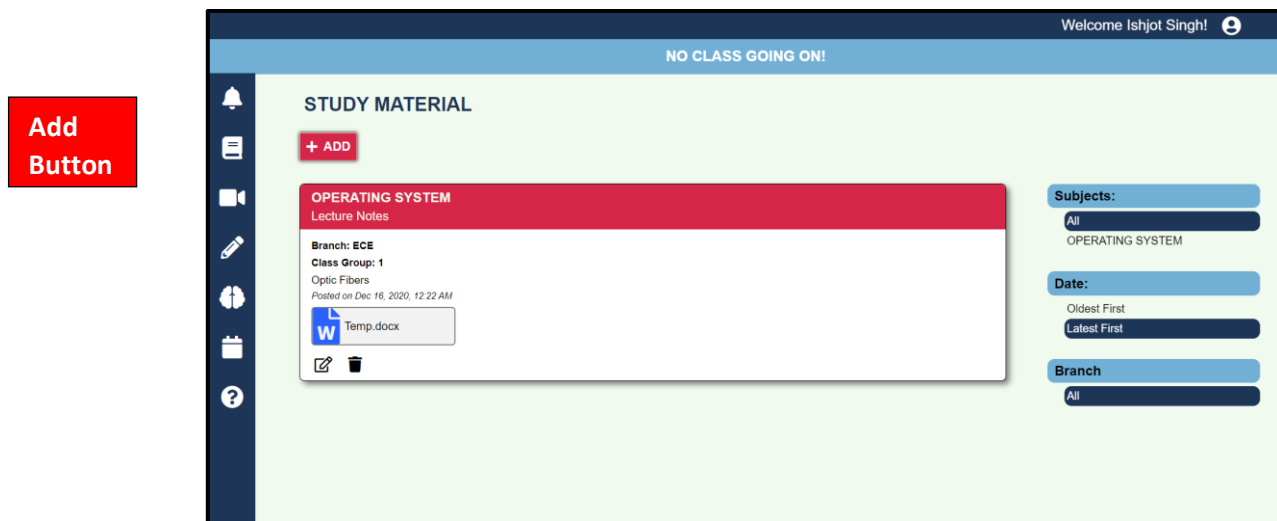 Welcome Ishjot Singh!
NO CLASS GOING ON!
Add
Button
STUDY MATERIAL
+ ADD
OPERATING SYSTEM
Lecture Notes
Branch: ECE
Class Group: 1
Optic Fibers
Posted on Dec 16, 2020, 12:22 AM
W Temp.docx
Subjects:
All
OPERATING SYSTEM
Date:
Oldest First
Latest First
Branch
All